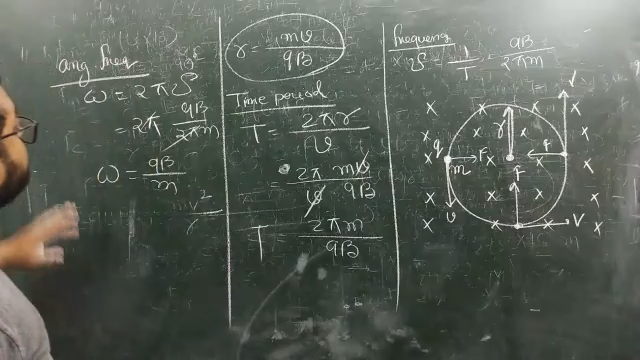 ang freq
ω = 2πν
= 2π qB / 2πm
ω = qB / m
r = mv / qB
Time period
T = 2πr / v
= 2π mv / v qB
T = 2πm / qB
frequency
ν = 1 / T = qB / 2πm
q
m
F
r
F
F
v
V